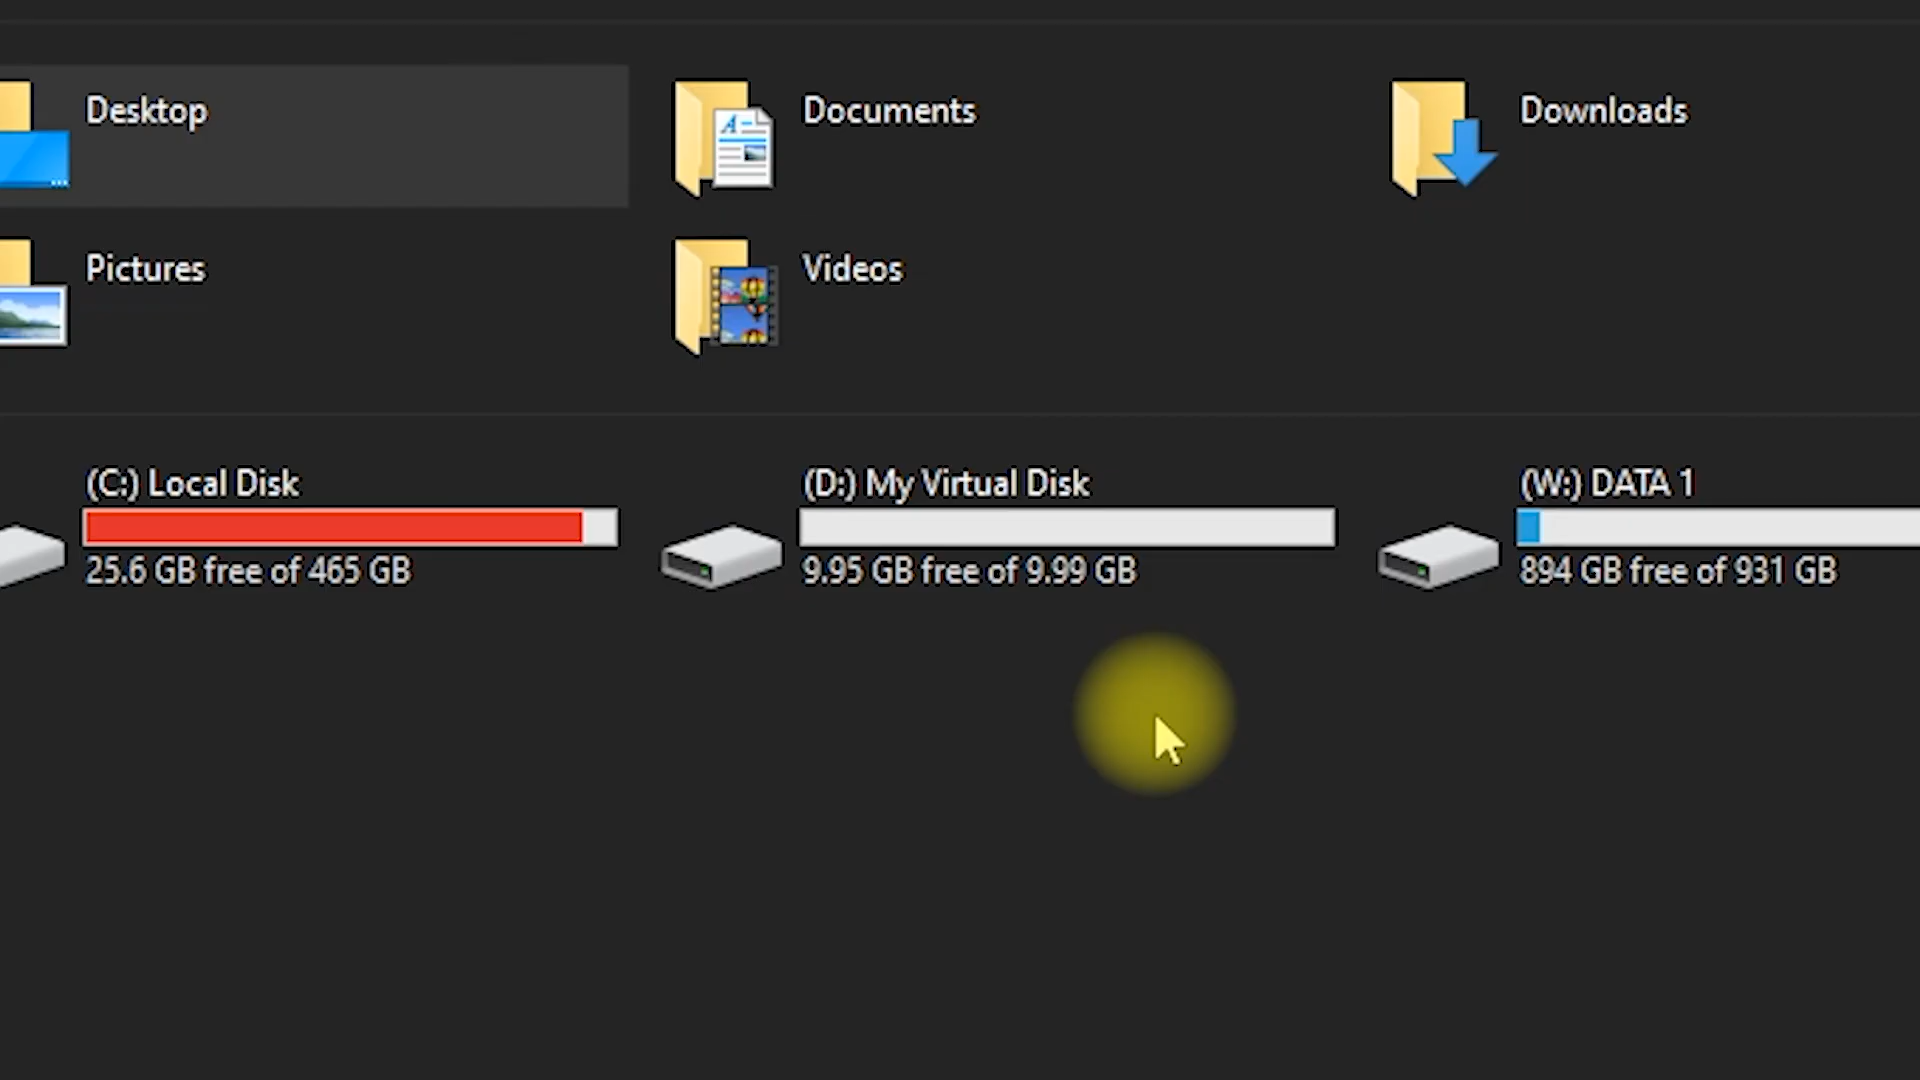 Desktop
Documents
Downloads
Pictures
Videos
(C:) Local Disk
25.6 GB free of 465 GB
(D:) My Virtual Disk
9.95 GB free of 9.99 GB
(W:) DATA 1
894 GB free of 931 GB